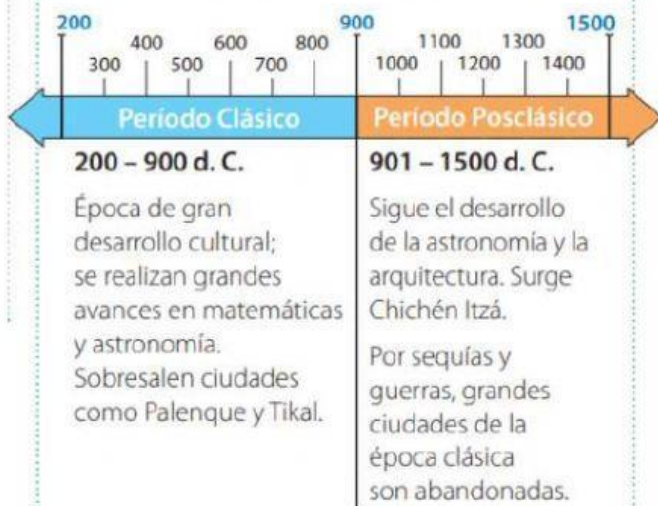 200 900 1500
400 600 800 1100 1300
300 500 700 1000 1200 1400
Período Clásico
200 – 900 d. C.
Época de gran
desarrollo cultural;
se realizan grandes
avances en matemáticas
y astronomía.
Sobresalen ciudades
como Palenque y Tikal.
Período Posclásico
901 – 1500 d. C.
Sigue el desarrollo
de la astronomía y la
arquitectura. Surge
Chichén Itzá.
Por sequías y
guerras, grandes
ciudades de la
época clásica
son abandonadas.